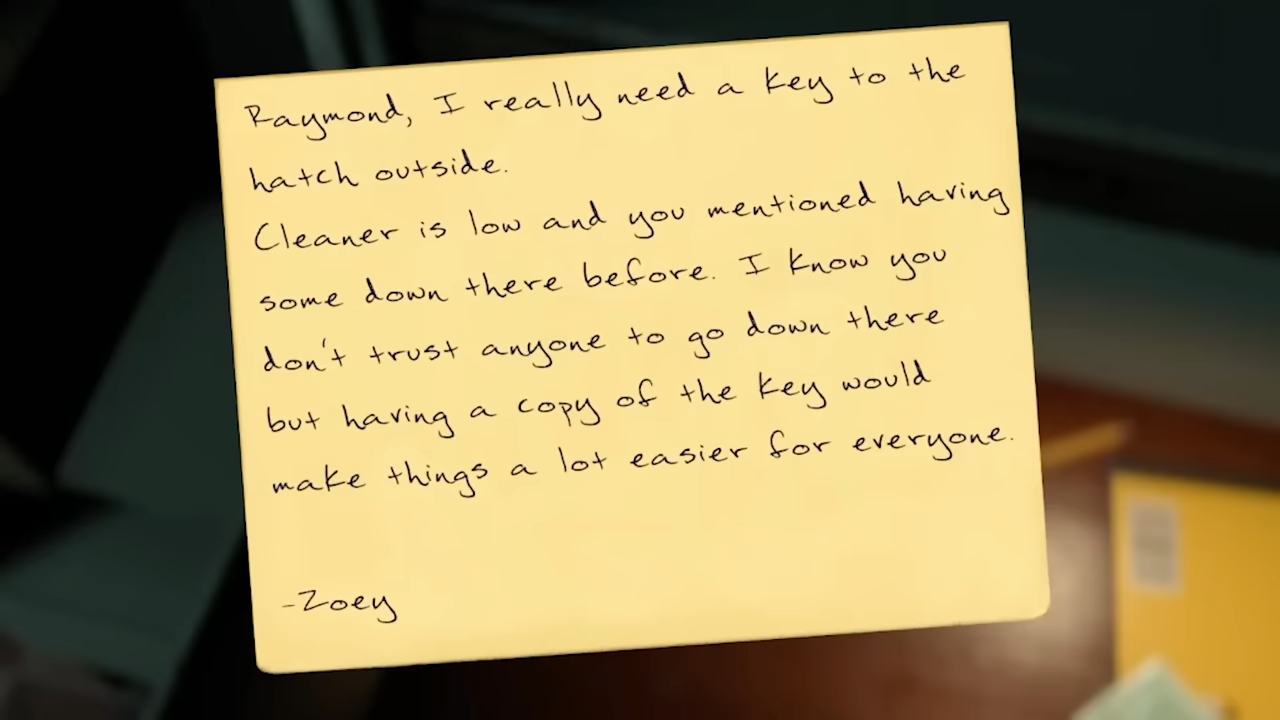 Raymond, I really need a key to the
hatch outside.
Cleaner is low and you mentioned having
some down there before. I know you
don't trust anyone to go down there
but having a copy of the key would
make things a lot easier for everyone.
-Zoey